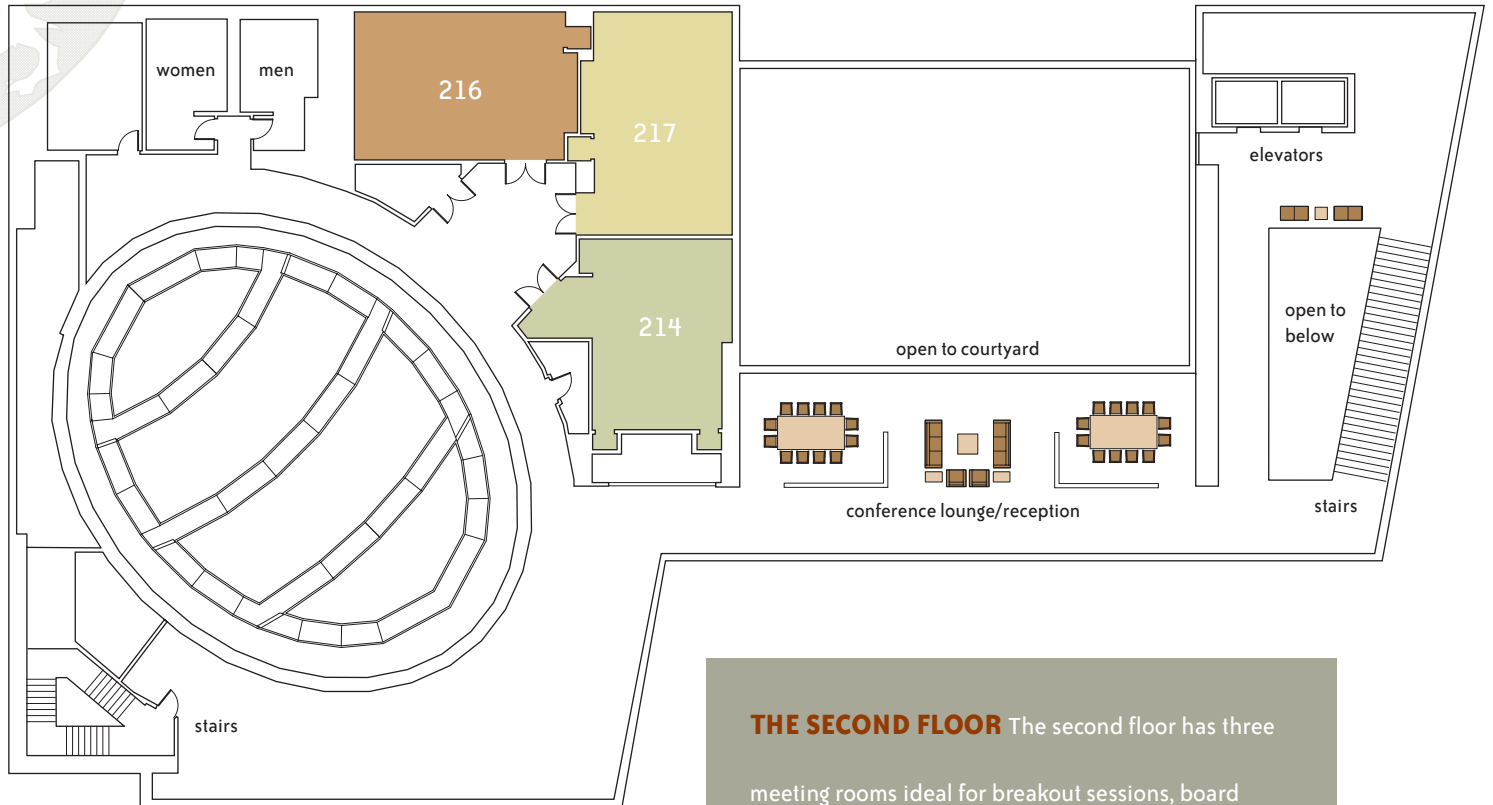 women
men
216
217
elevators
214
open to
below
open to courtyard
conference lounge/reception
stairs
stairs
THE SECOND FLOOR The second floor has three
meeting rooms ideal for breakout sessions, board